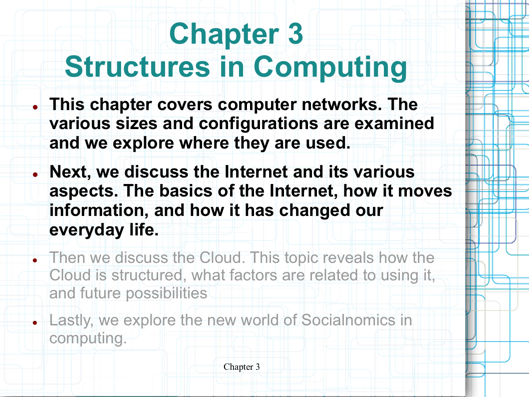 Chapter 3
Structures in Computing
● This chapter covers computer networks. The
various sizes and configurations are examined
and we explore where they are used.
● Next, we discuss the Internet and its various
aspects. The basics of the Internet, how it moves
information, and how it has changed our
everyday life.
● Then we discuss the Cloud. This topic reveals how the
Cloud is structured, what factors are related to using it,
and future possibilities
● Lastly, we explore the new world of Socialnomics in
computing.
Chapter 3